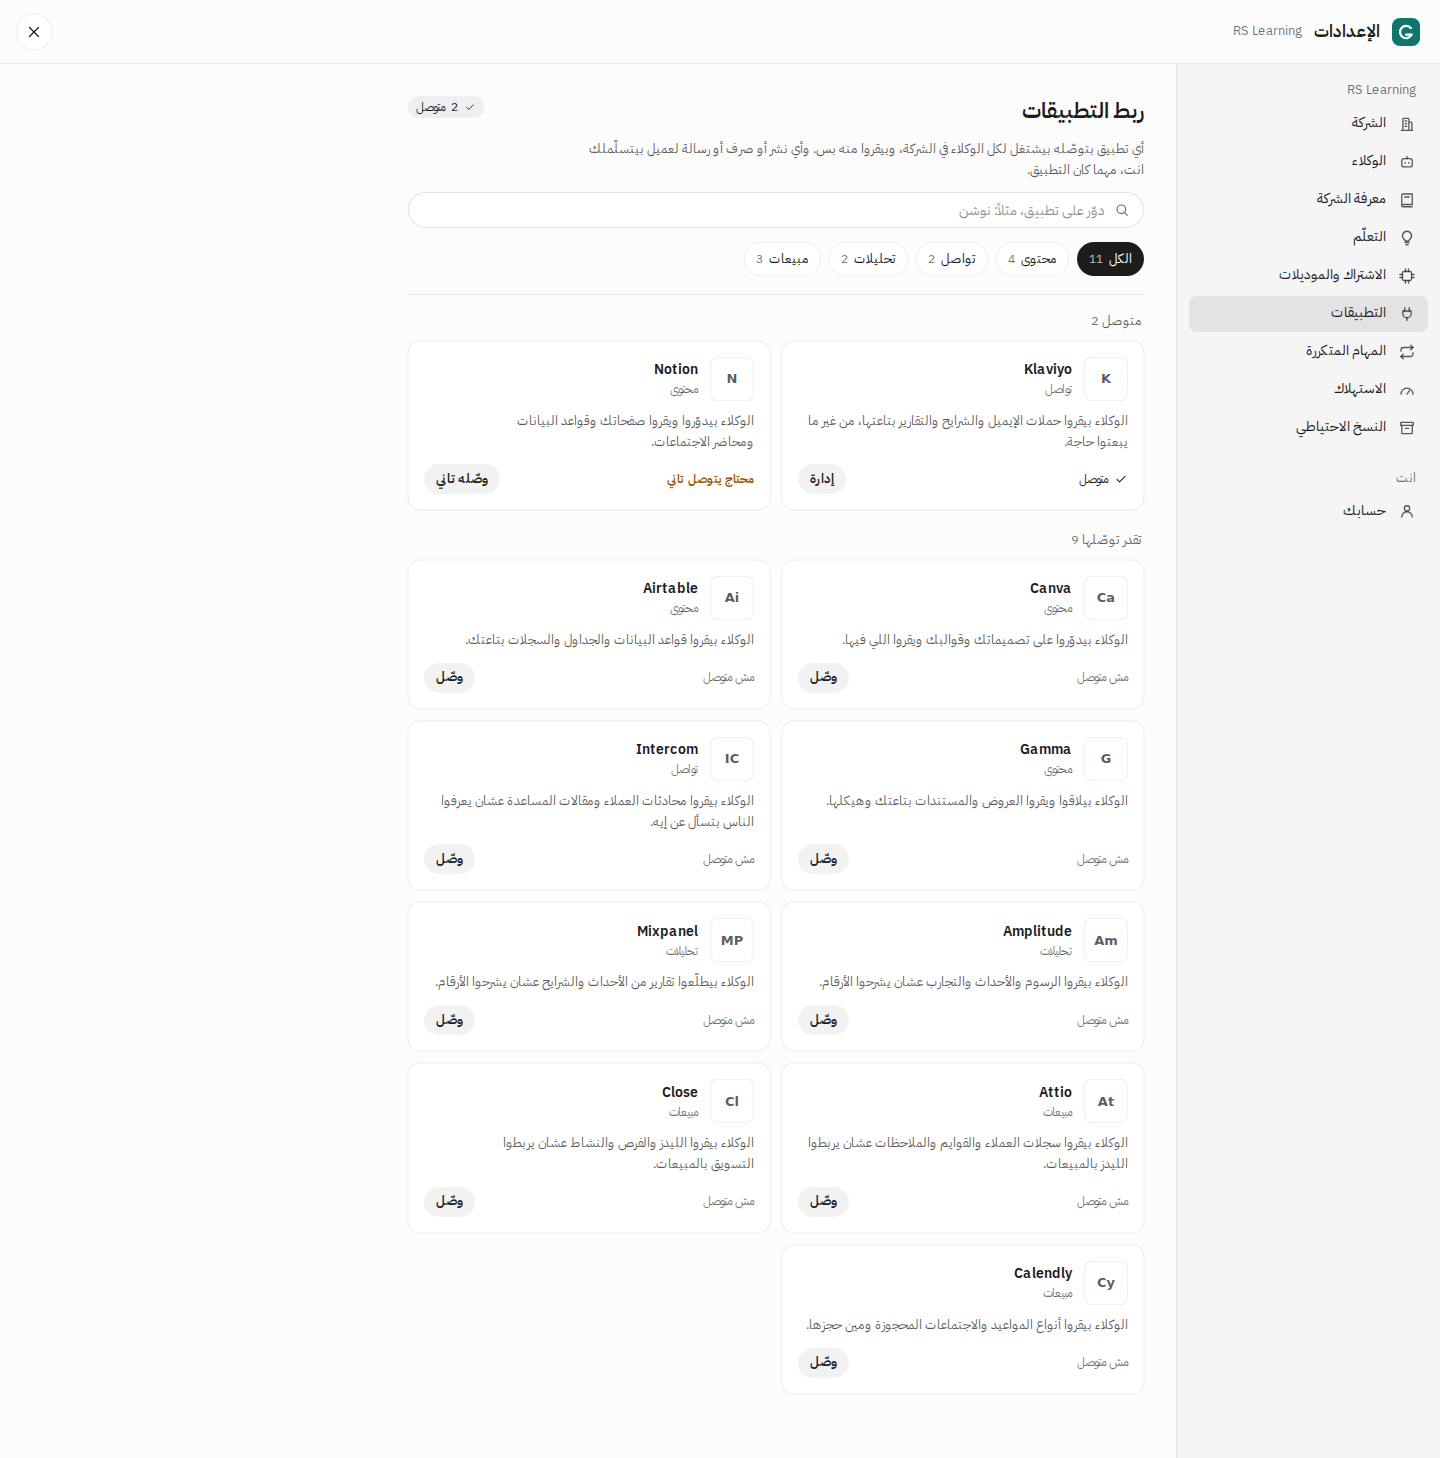 الإعدادات RS Learning
RS Learning
الشركة
الوكلاء
معرفة الشركة
التعلّم
الاشتراك والموديلات
التطبيقات
المهام المتكررة
الاستهلاك
النسخ الاحتياطي
انت
حسابك
ربط التطبيقات
2 متوصل
أي تطبيق بتوصّله بيشتغل لكل الوكلاء في الشركة، وبيقروا منه بس. وأي نشر أو صرف أو رسالة لعميل بيتسلّملك
انت، مهما كان التطبيق.
دوّر على تطبيق، مثلاً: نوشن
الكل 11
محتوى 4
تواصل 2
تحليلات 2
مبيعات 3
متوصل 2
K
Klaviyo
تواصل
الوكلاء بيقروا حملات الإيميل والشرايح والتقارير بتاعتها، من غير ما
يبعتوا حاجة.
متوصل
إدارة
N
Notion
محتوى
الوكلاء بيدوّروا ويقروا صفحاتك وقواعد البيانات
ومحاضر الاجتماعات.
محتاج يتوصل تاني
وصّله تاني
تقدر توصّلها 9
Ca
Canva
محتوى
الوكلاء بيدوّروا على تصميماتك وقوالبك ويقروا اللي فيها.
مش متوصل
وصّل
Ai
Airtable
محتوى
الوكلاء بيقروا قواعد البيانات والجداول والسجلات بتاعتك.
مش متوصل
وصّل
G
Gamma
محتوى
الوكلاء بيلاقوا ويقروا العروض والمستندات بتاعتك وهيكلها.
مش متوصل
وصّل
IC
Intercom
تواصل
الوكلاء بيقروا محادثات العملاء ومقالات المساعدة عشان يعرفوا
الناس بتسأل عن إيه.
مش متوصل
وصّل
Am
Amplitude
تحليلات
الوكلاء بيقروا الرسوم والأحداث والتجارب عشان يشرحوا الأرقام.
مش متوصل
وصّل
MP
Mixpanel
تحليلات
الوكلاء بيطلّعوا تقارير من الأحداث والشرايح عشان يشرحوا الأرقام.
مش متوصل
وصّل
At
Attio
مبيعات
الوكلاء بيقروا سجلات العملاء والقوايم والملاحظات عشان يربطوا
الليدز بالمبيعات.
مش متوصل
وصّل
Cl
Close
مبيعات
الوكلاء بيقروا الليدز والفرص والنشاط عشان يربطوا
التسويق بالمبيعات.
مش متوصل
وصّل
Cy
Calendly
مبيعات
الوكلاء بيقروا أنواع المواعيد والاجتماعات المحجوزة ومين حجزها.
مش متوصل
وصّل